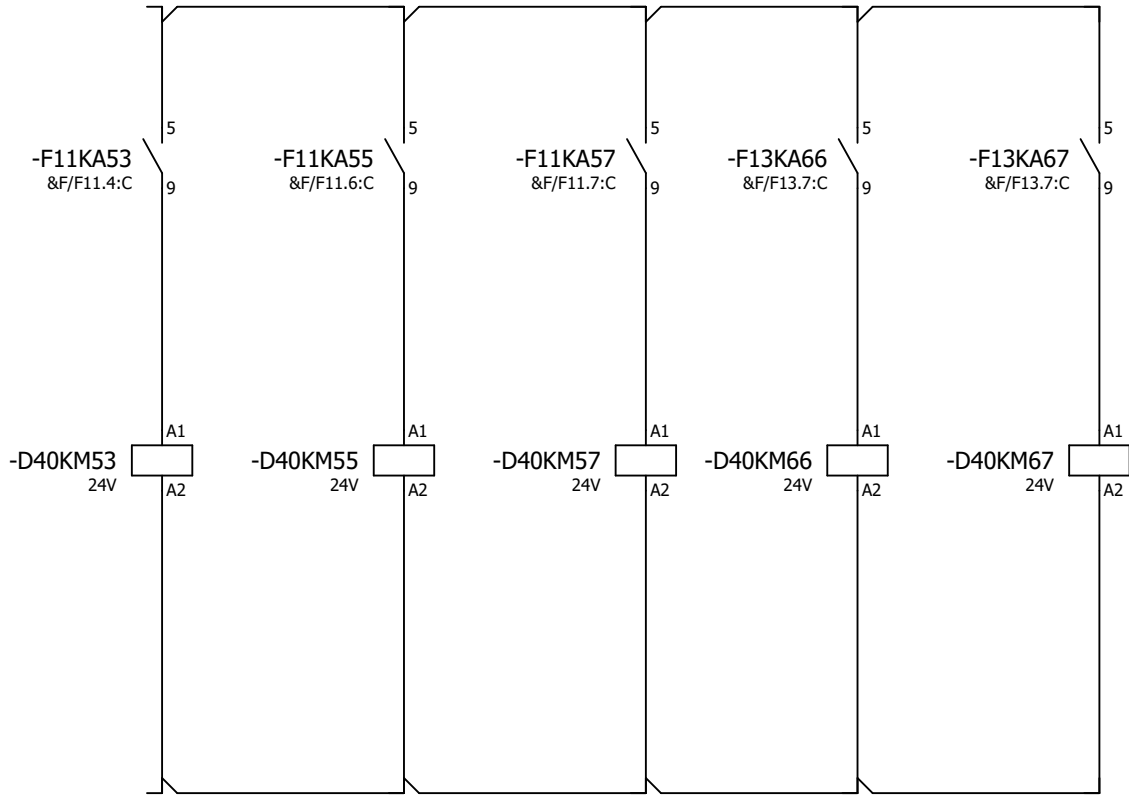 5
-F11KA53
&F/F11.4:C
9
5
-F11KA55
&F/F11.6:C
9
5
-F11KA57
&F/F11.7:C
9
5
-F13KA66
&F/F13.7:C
9
5
-F13KA67
&F/F13.7:C
9
A1
-D40KM53
24V
A2
A1
-D40KM55
24V
A2
A1
-D40KM57
24V
A2
A1
-D40KM66
24V
A2
A1
-D40KM67
24V
A2